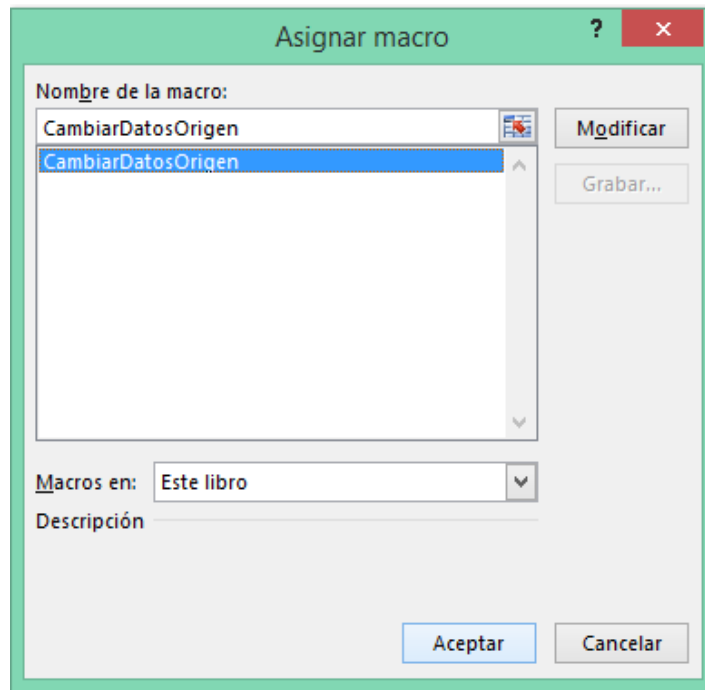 Asignar macro ? ×
Nombre de la macro:
CambiarDatosOrigen
Modificar
CambiarDatosOrigen
Grabar...
Macros en: Este libro
Descripción
Aceptar Cancelar